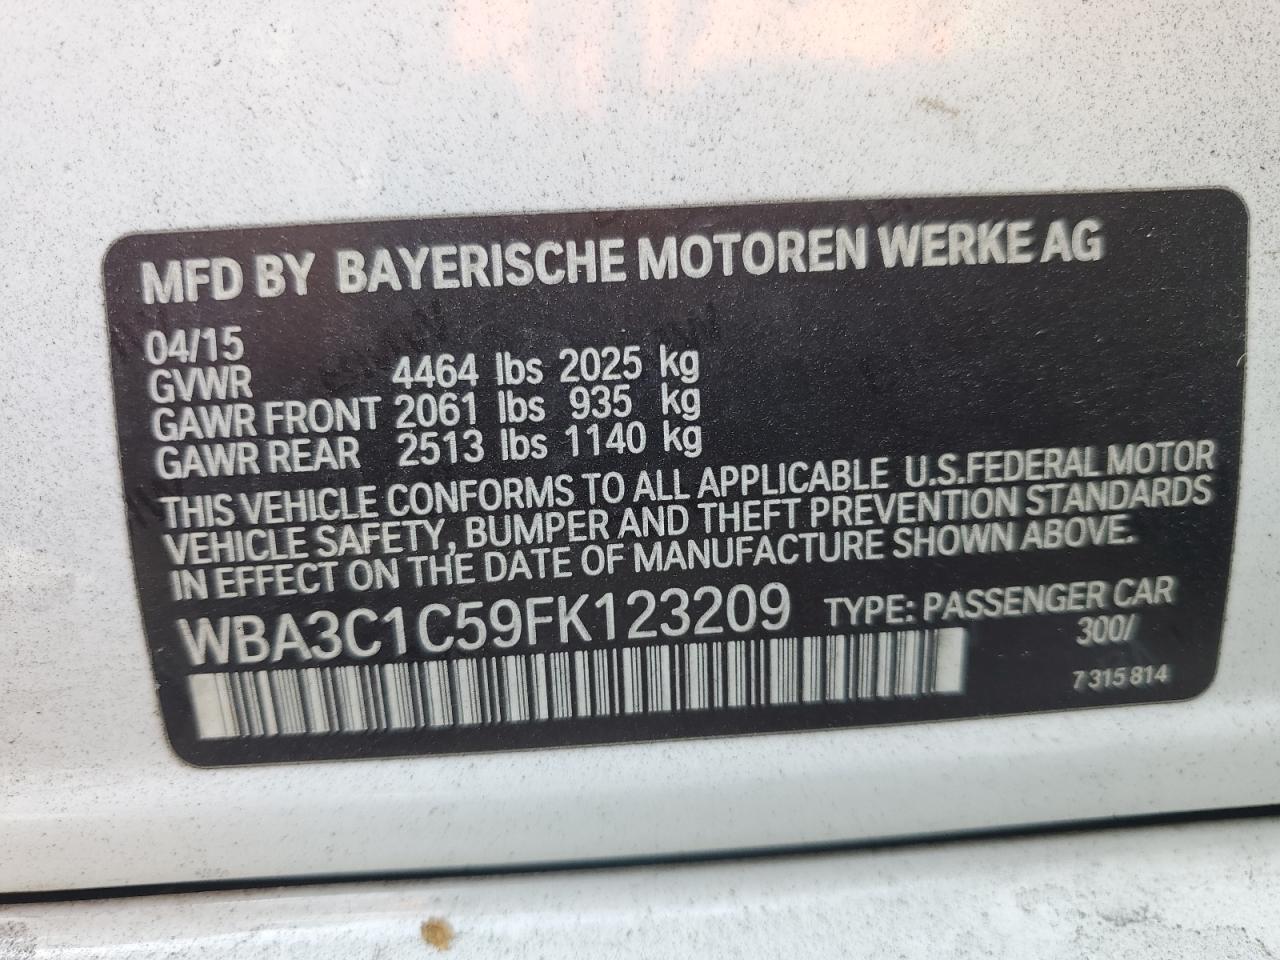 MFD BY BAYERISCHE MOTOREN WERKE AG
04/15
GVWR 4464 lbs 2025 kg
GAWR FRONT 2061 lbs 935 kg
GAWR REAR 2513 lbs 1140 kg
THIS VEHICLE CONFORMS TO ALL APPLICABLE U.S.FEDERAL MOTOR
VEHICLE SAFETY, BUMPER AND THEFT PREVENTION STANDARDS
IN EFFECT ON THE DATE OF MANUFACTURE SHOWN ABOVE.
WBA3C1C59FK123209 TYPE: PASSENGER CAR
300/
7 315 814